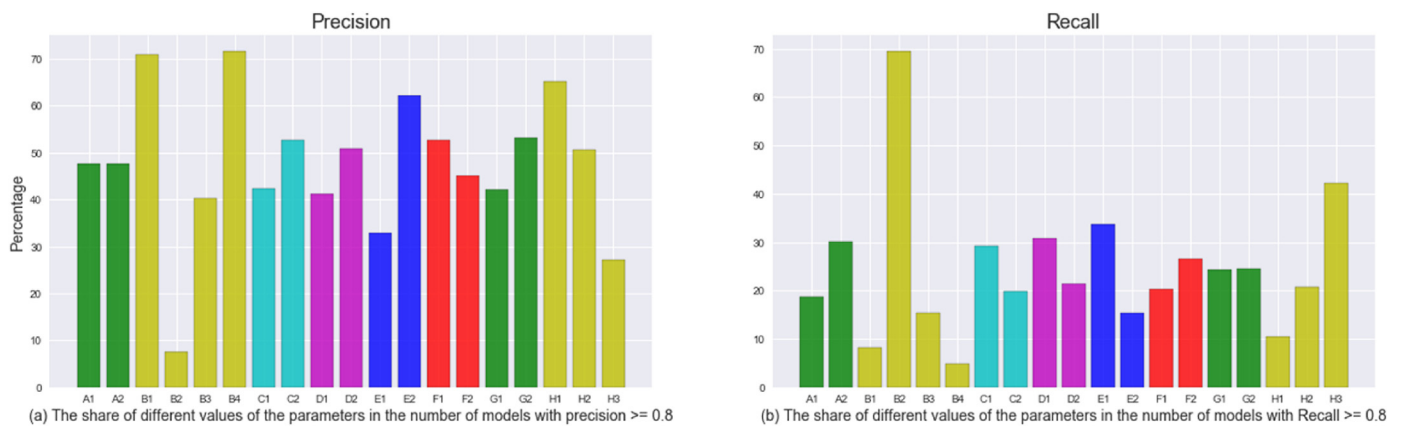 Precision
Percentage
70
60
50
40
30
20
10
0
A1 A2 B1 B2 B3 B4 C1 C2 D1 D2 E1 E2 F1 F2 G1 G2 H1 H2 H3
(a) The share of different values of the parameters in the number of models with precision >= 0.8
Recall
70
60
50
40
30
20
10
0
A1 A2 B1 B2 B3 B4 C1 C2 D1 D2 E1 E2 F1 F2 G1 G2 H1 H2 H3
(b) The share of different values of the parameters in the number of models with Recall >= 0.8